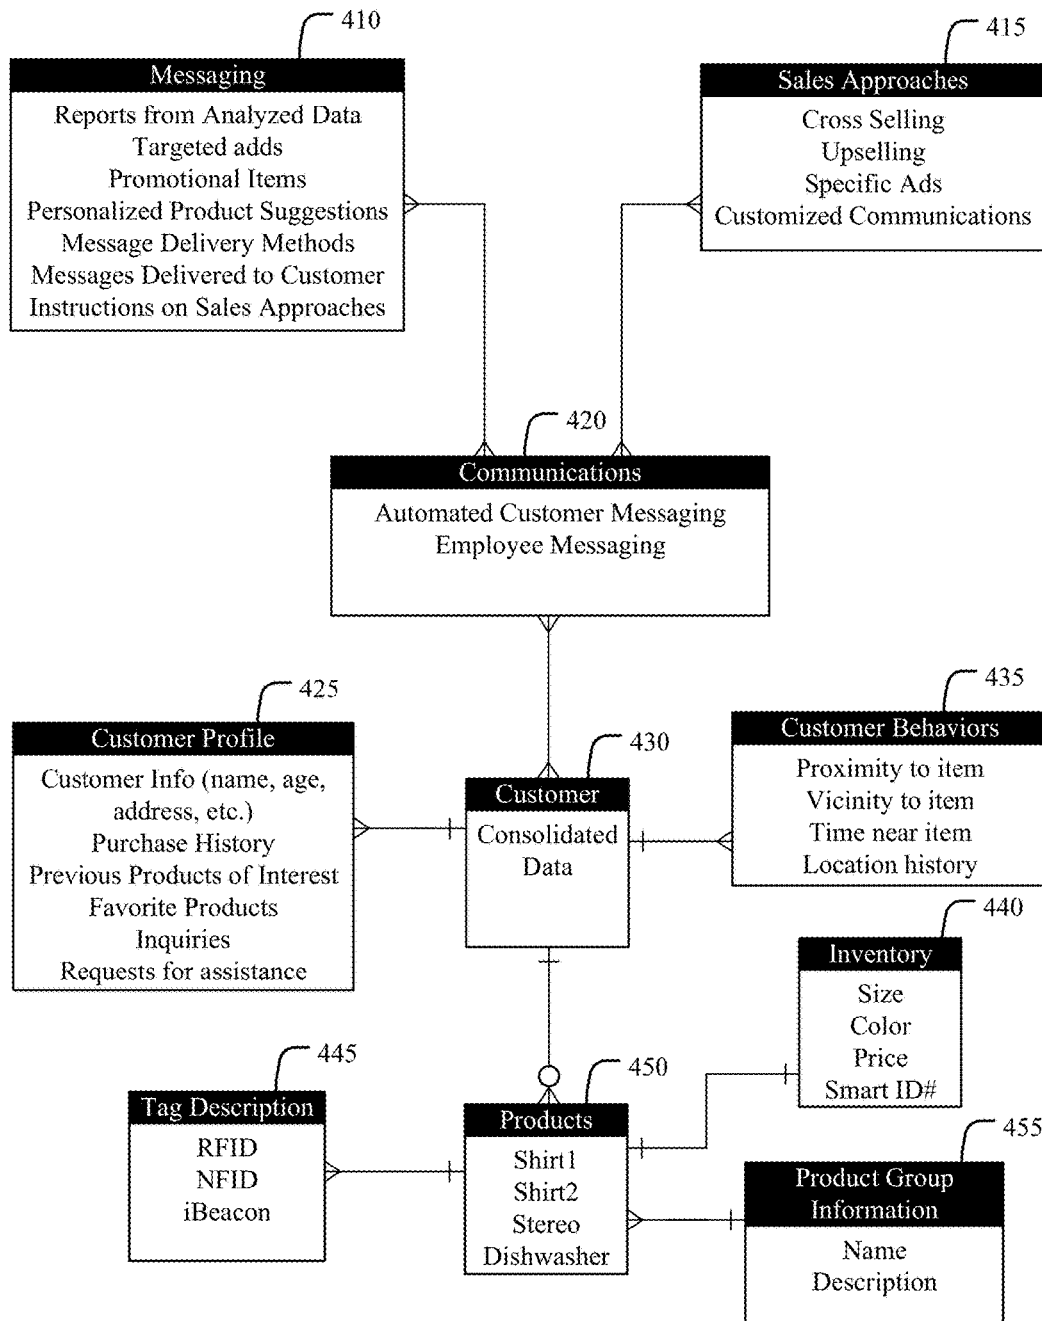 410
Messaging
Reports from Analyzed Data
Targeted adds
Promotional Items
Personalized Product Suggestions
Message Delivery Methods
Messages Delivered to Customer
Instructions on Sales Approaches
415
Sales Approaches
Cross Selling
Upselling
Specific Ads
Customized Communications
420
Communications
Automated Customer Messaging
Employee Messaging
425
Customer Profile
Customer Info (name, age,
address, etc.)
Purchase History
Previous Products of Interest
Favorite Products
Inquiries
Requests for assistance
430
Customer
Consolidated
Data
435
Customer Behaviors
Proximity to item
Vicinity to item
Time near item
Location history
440
Inventory
Size
Color
Price
Smart ID#
445
Tag Description
RFID
NFID
iBeacon
450
Products
Shirt1
Shirt2
Stereo
Dishwasher
455
Product Group
Information
Name
Description